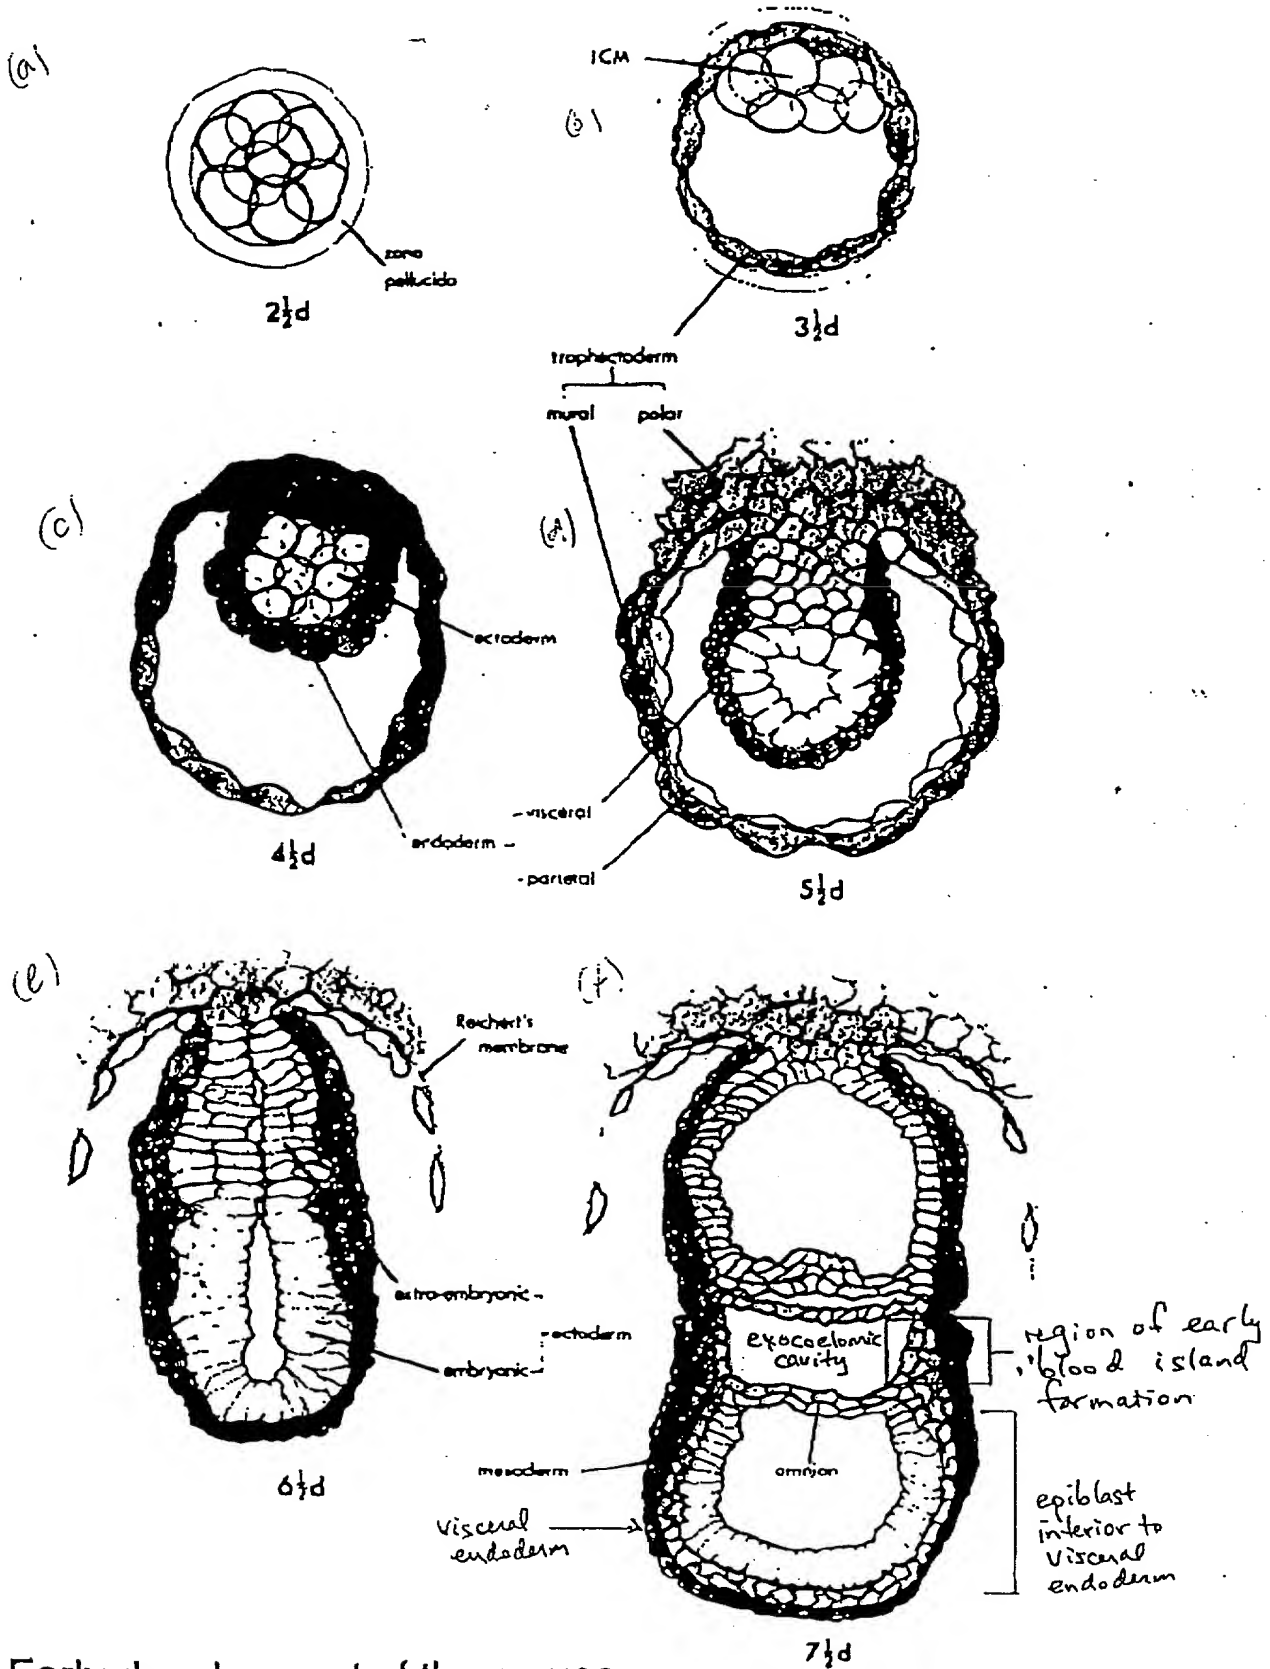 (a)
zona
pellucida
2½d
ICM
(b)
3½d
trophectoderm
mural polar
(c)
ectoderm
endoderm -
4½d
(d)
- visceral
- parietal
5½d
(e)
Reichert's
membrane
extra-embryonic -
- ectoderm
embryonic -
6½d
(f)
exocoelomic
cavity
region of early
blood island
formation
mesoderm
amnion
visceral
endoderm
epiblast
interior to
visceral
endoderm
7½d